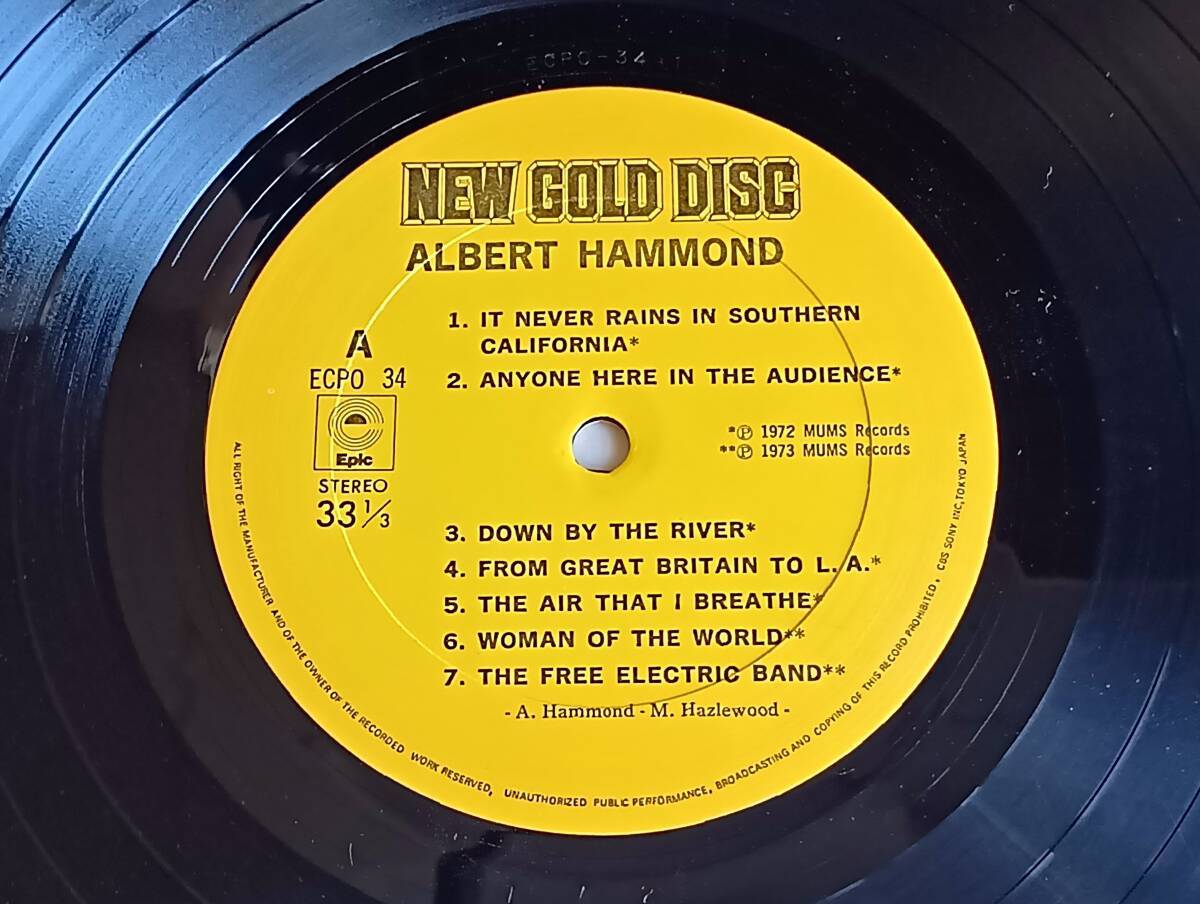 ECPO-34
NEW GOLD DISC
ALBERT HAMMOND
1. IT NEVER RAINS IN SOUTHERN
CALIFORNIA*
2. ANYONE HERE IN THE AUDIENCE*
A
ECPO 34
Epic
STEREO
33 1/3
*Ⓟ 1972 MUMS Records
**Ⓟ 1973 MUMS Records
3. DOWN BY THE RIVER*
4. FROM GREAT BRITAIN TO L. A.*
5. THE AIR THAT I BREATHE*
6. WOMAN OF THE WORLD**
7. THE FREE ELECTRIC BAND**
- A. Hammond - M. Hazlewood -
ALL RIGHT OF THE MANUFACTURER AND OF THE OWNER OF THE RECORDED WORK RESERVED, UNAUTHORIZED PUBLIC PERFORMANCE, BROADCASTING AND COPYING OF THIS RECORD PROHIBITED, CBS SONY INC, TOKYO JAPAN